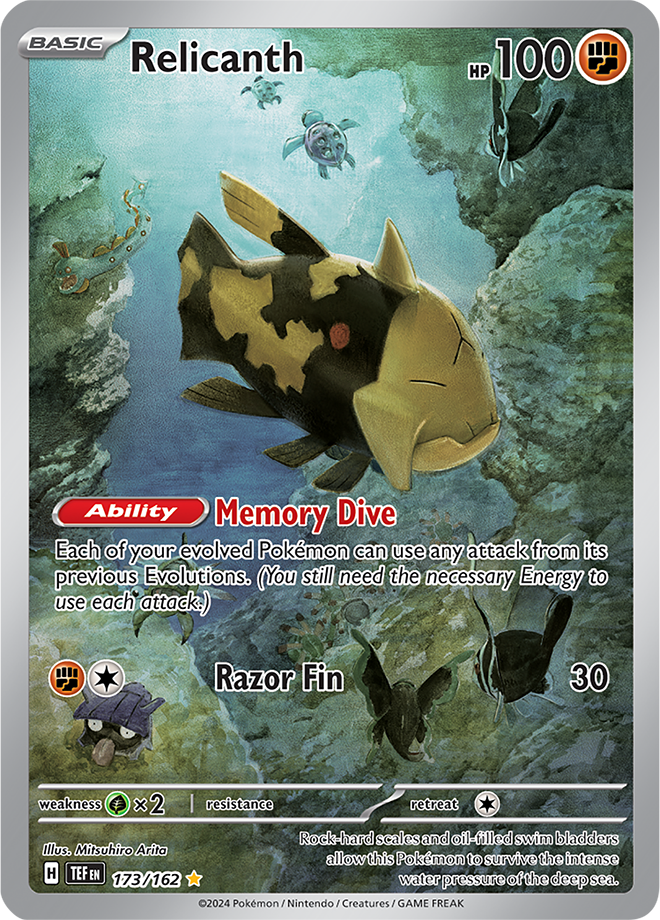 BASIC
Relicanth
HP 100
Ability Memory Dive
Each of your evolved Pokémon can use any attack from its
previous Evolutions. (You still need the necessary Energy to
use each attack.)
Razor Fin 30
weakness ×2 resistance retreat
Illus. Mitsuhiro Arita
Rock-hard scales and oil-filled swim bladders
allow this Pokémon to survive the intense
water pressure of the deep sea.
H TEF EN 173/162
©2024 Pokémon / Nintendo / Creatures / GAME FREAK